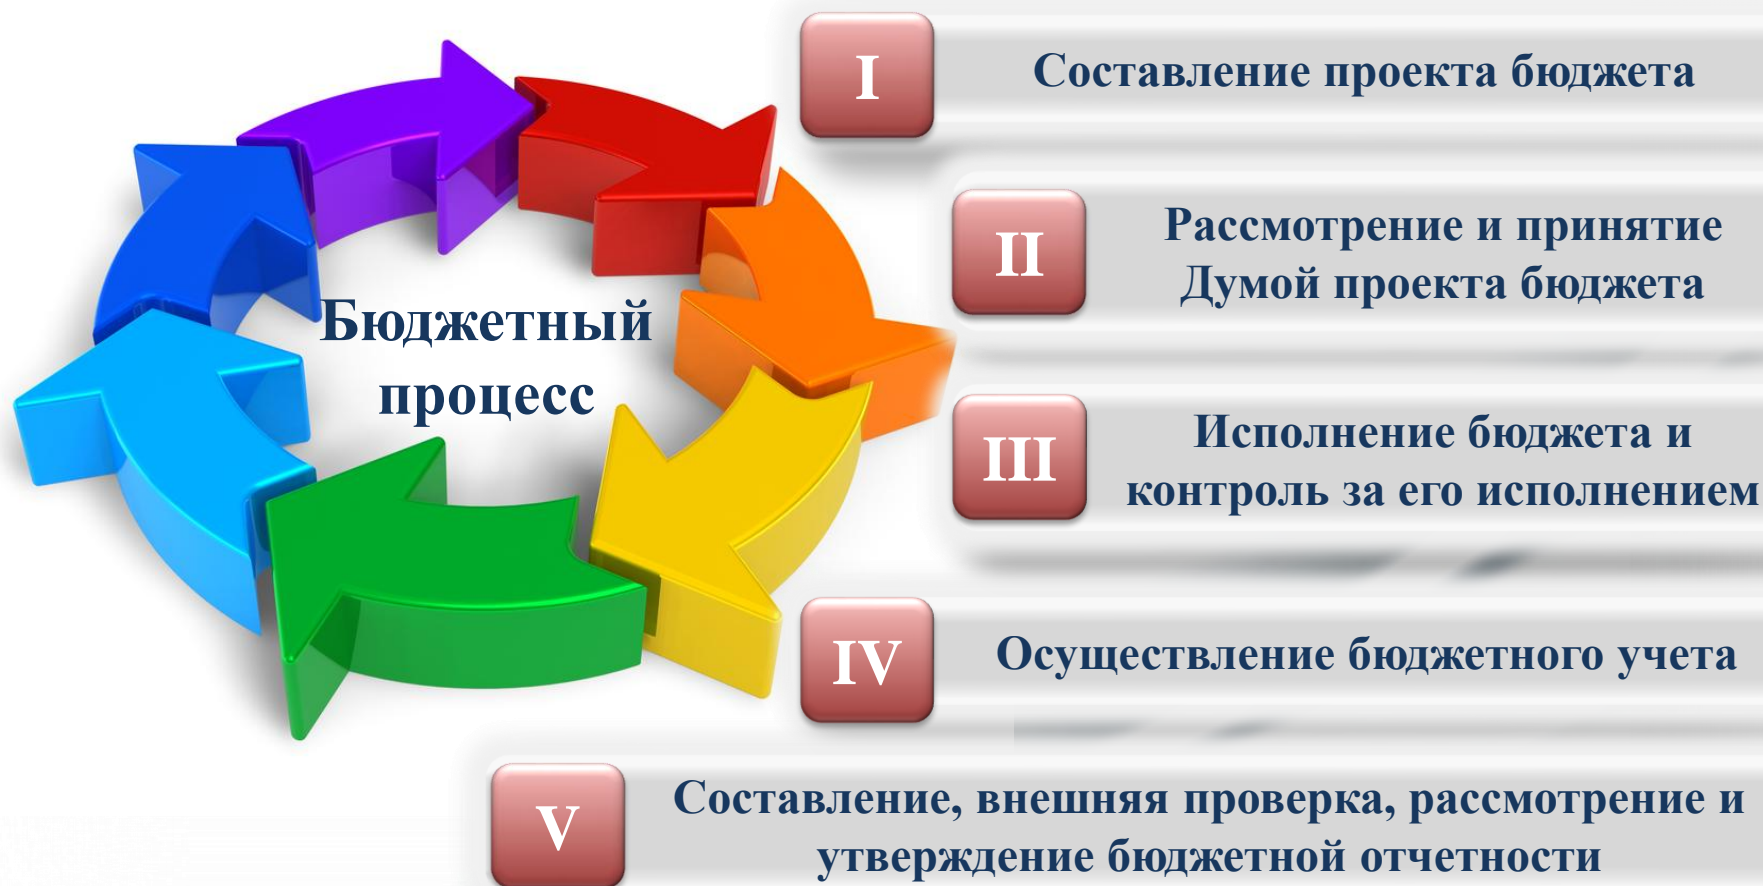 Бюджетный
процесс
I
Составление проекта бюджета
II
Рассмотрение и принятие
Думой проекта бюджета
III
Исполнение бюджета и
контроль за его исполнением
IV
Осуществление бюджетного учета
V
Составление, внешняя проверка, рассмотрение и
утверждение бюджетной отчетности